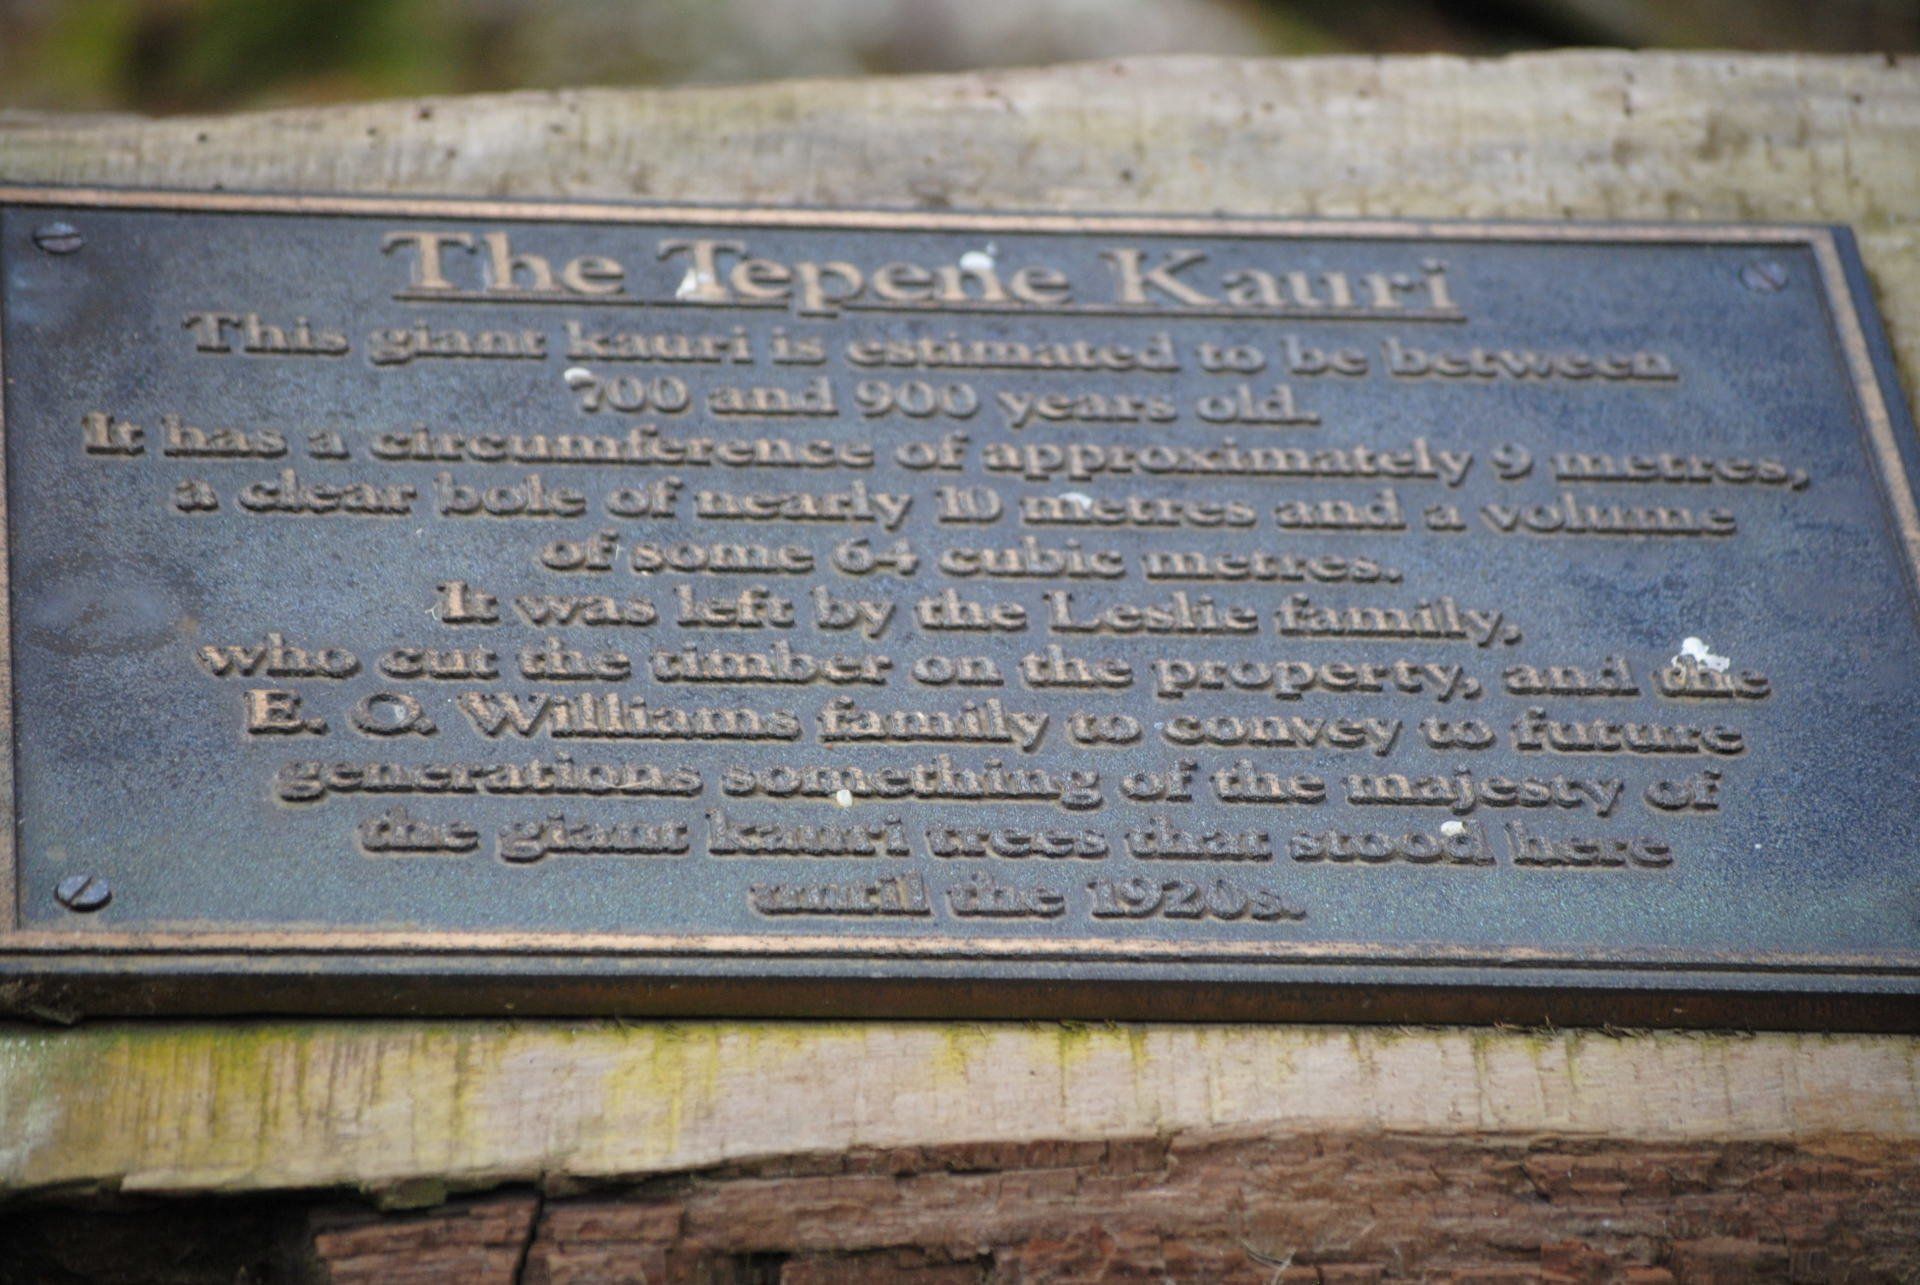 The Tepene Kauri
This giant kauri is estimated to be between
700 and 900 years old.
It has a circumference of approximately 9 metres,
a clear bole of nearly 10 metres and a volume
of some 64 cubic metres.
It was left by the Leslie family,
who cut the timber on the property, and the
E. O. Williams family to convey to future
generations something of the majesty of
the giant kauri trees that stood here
until the 1920s.